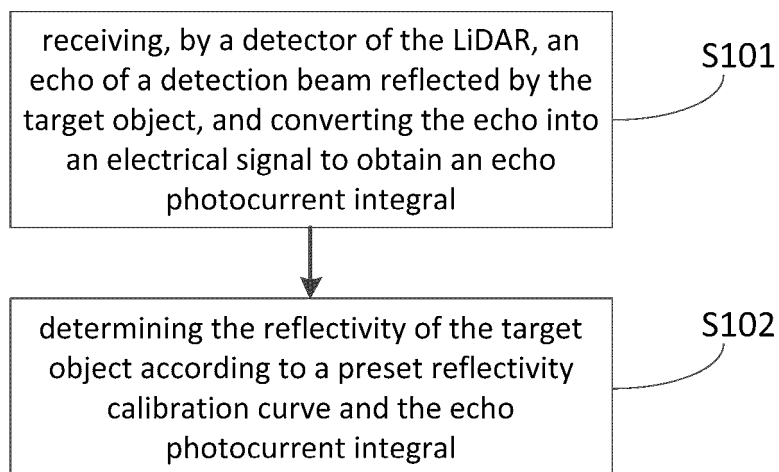 receiving, by a detector of the LiDAR, an
echo of a detection beam reflected by the
target object, and converting the echo into
an electrical signal to obtain an echo
photocurrent integral
S101
determining the reflectivity of the target
object according to a preset reflectivity
calibration curve and the echo
photocurrent integral
S102